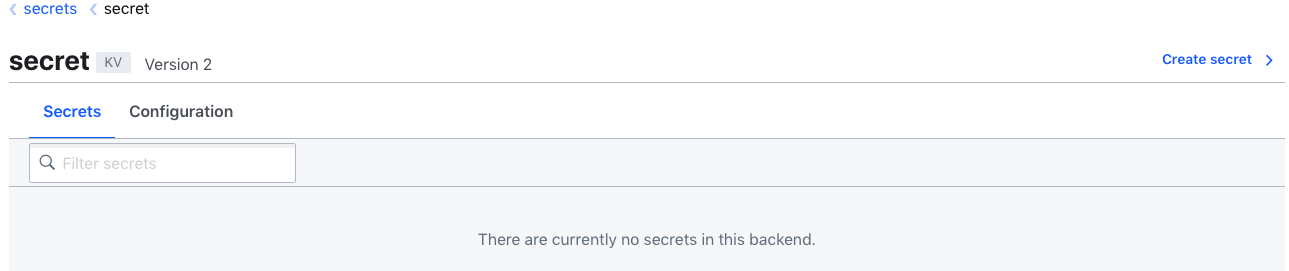 secrets secret
secret KV Version 2 Create secret
Secrets Configuration
Filter secrets
There are currently no secrets in this backend.